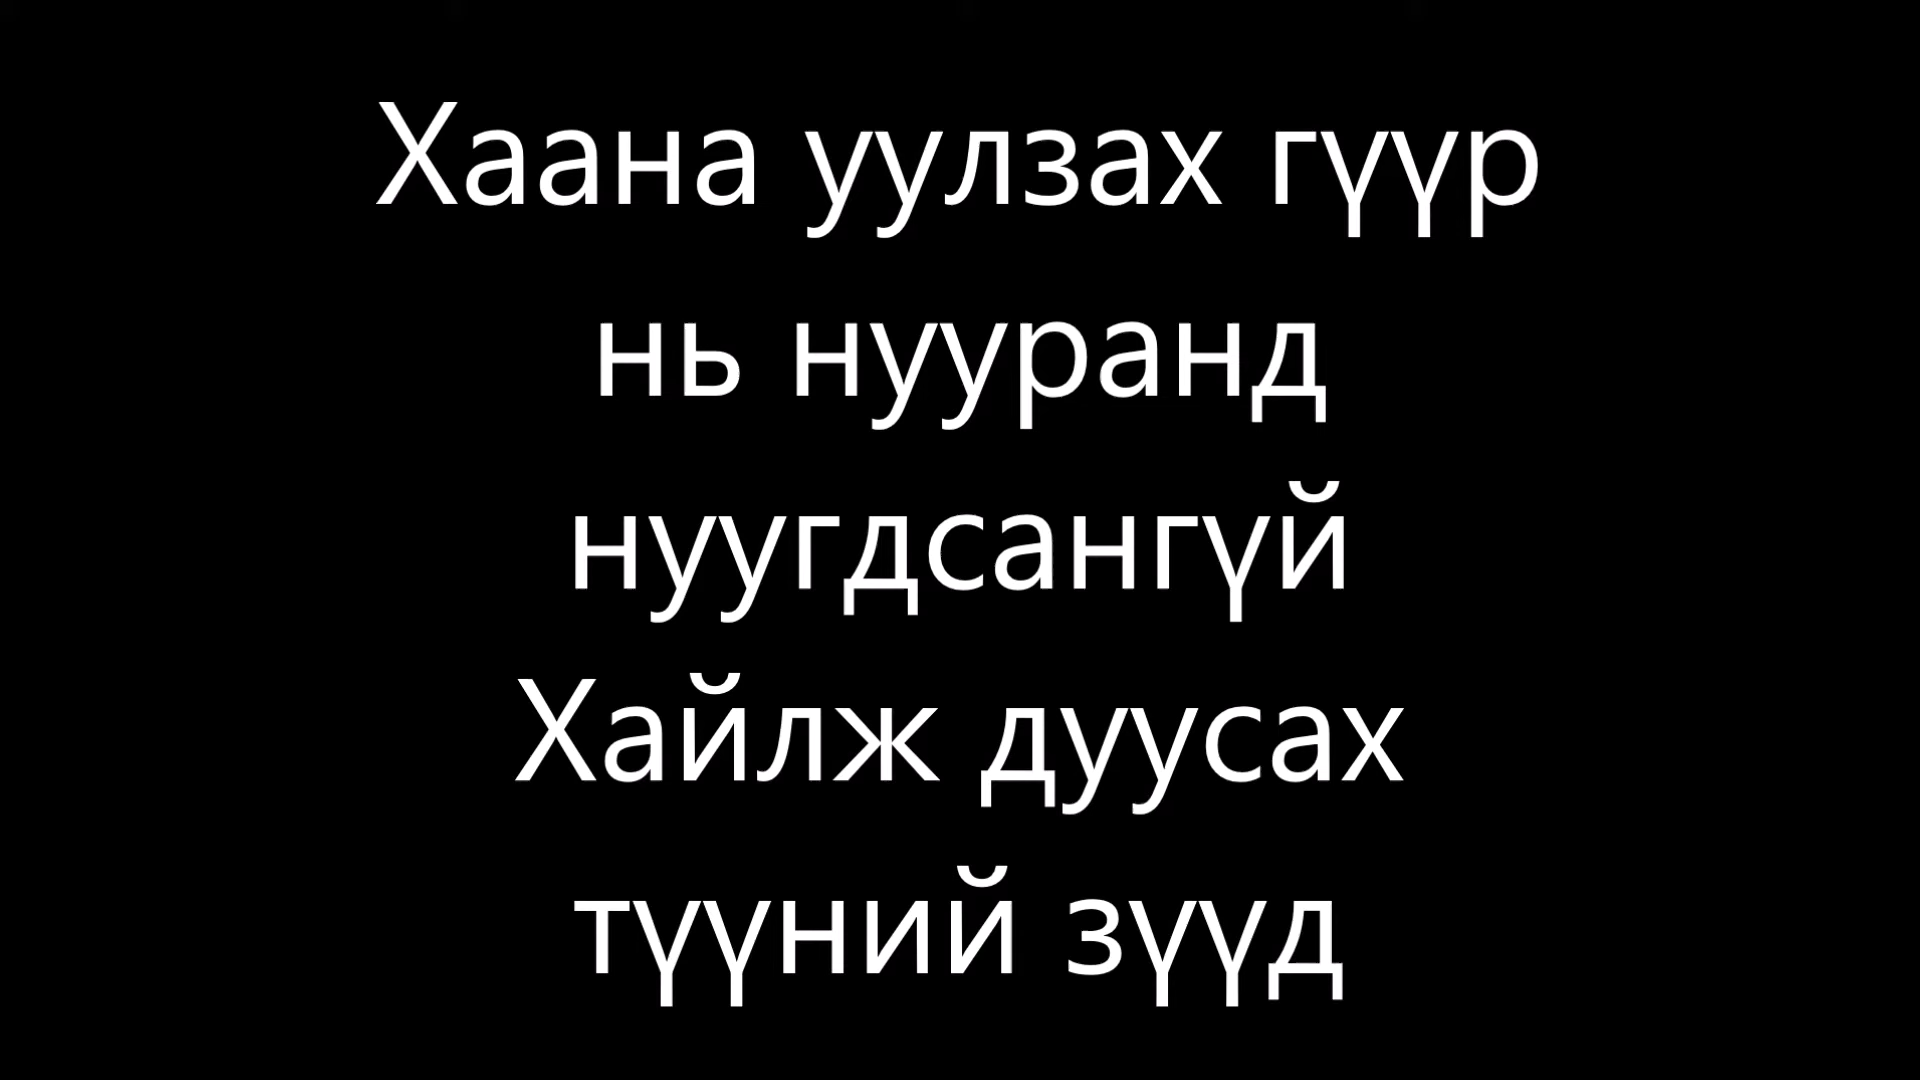 Хаана уулзах гүүр
нь нууранд
нуугдсангүй
Хайлж дуусах
түүний зүүд